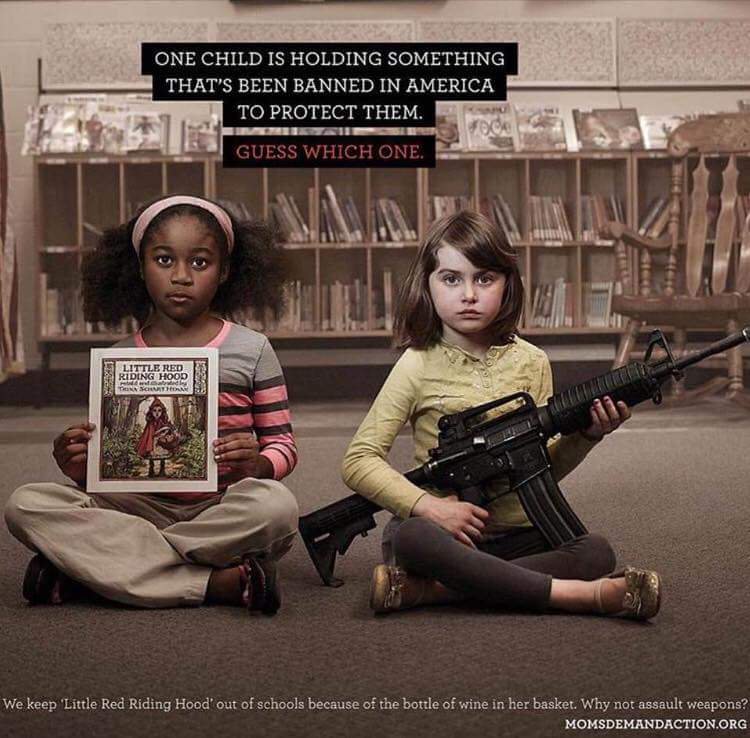 ONE CHILD IS HOLDING SOMETHING
THAT'S BEEN BANNED IN AMERICA
TO PROTECT THEM.
GUESS WHICH ONE.
LITTLE RED
RIDING HOOD
retold and illustrated by
TRINA SCHART HYMAN
We keep 'Little Red Riding Hood' out of schools because of the bottle of wine in her basket. Why not assault weapons?
MOMSDEMANDACTION.ORG